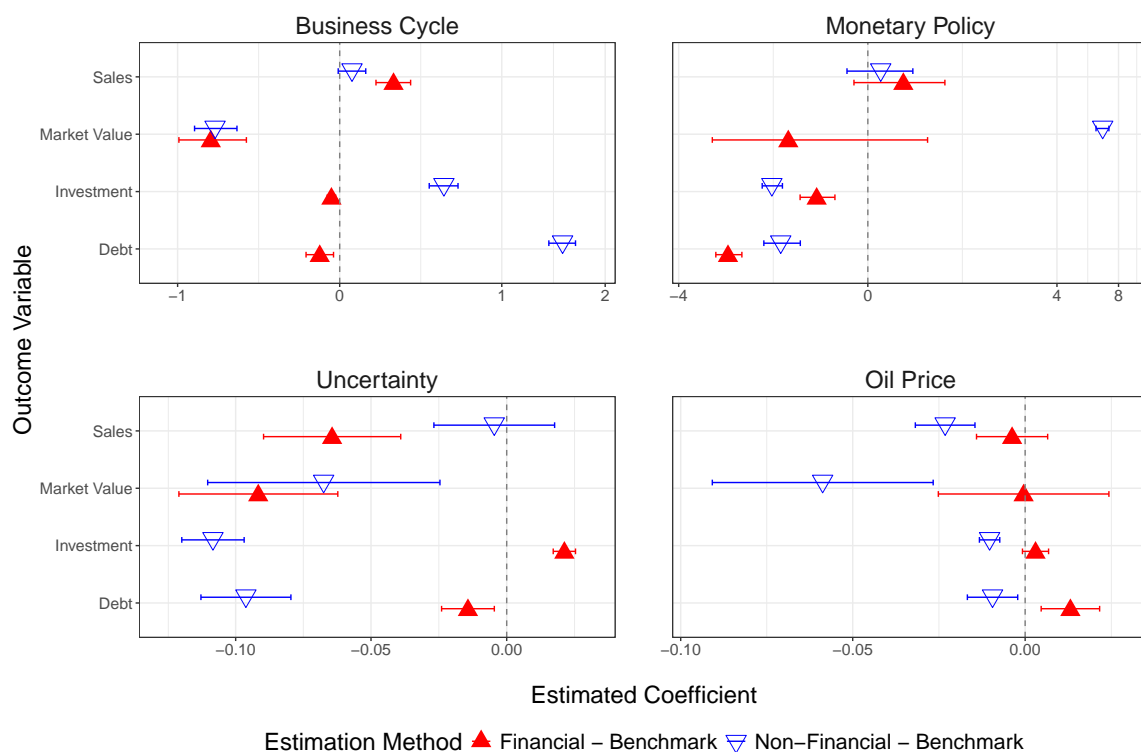 Business Cycle
Monetary Policy
Sales
Market Value
Investment
Debt
−1 0 1 2
−4 0 4 8
Outcome Variable
Uncertainty
Oil Price
Sales
Market Value
Investment
Debt
−0.10 −0.05 0.00
−0.10 −0.05 0.00
Estimated Coefficient
Estimation Method Financial − Benchmark Non−Financial − Benchmark